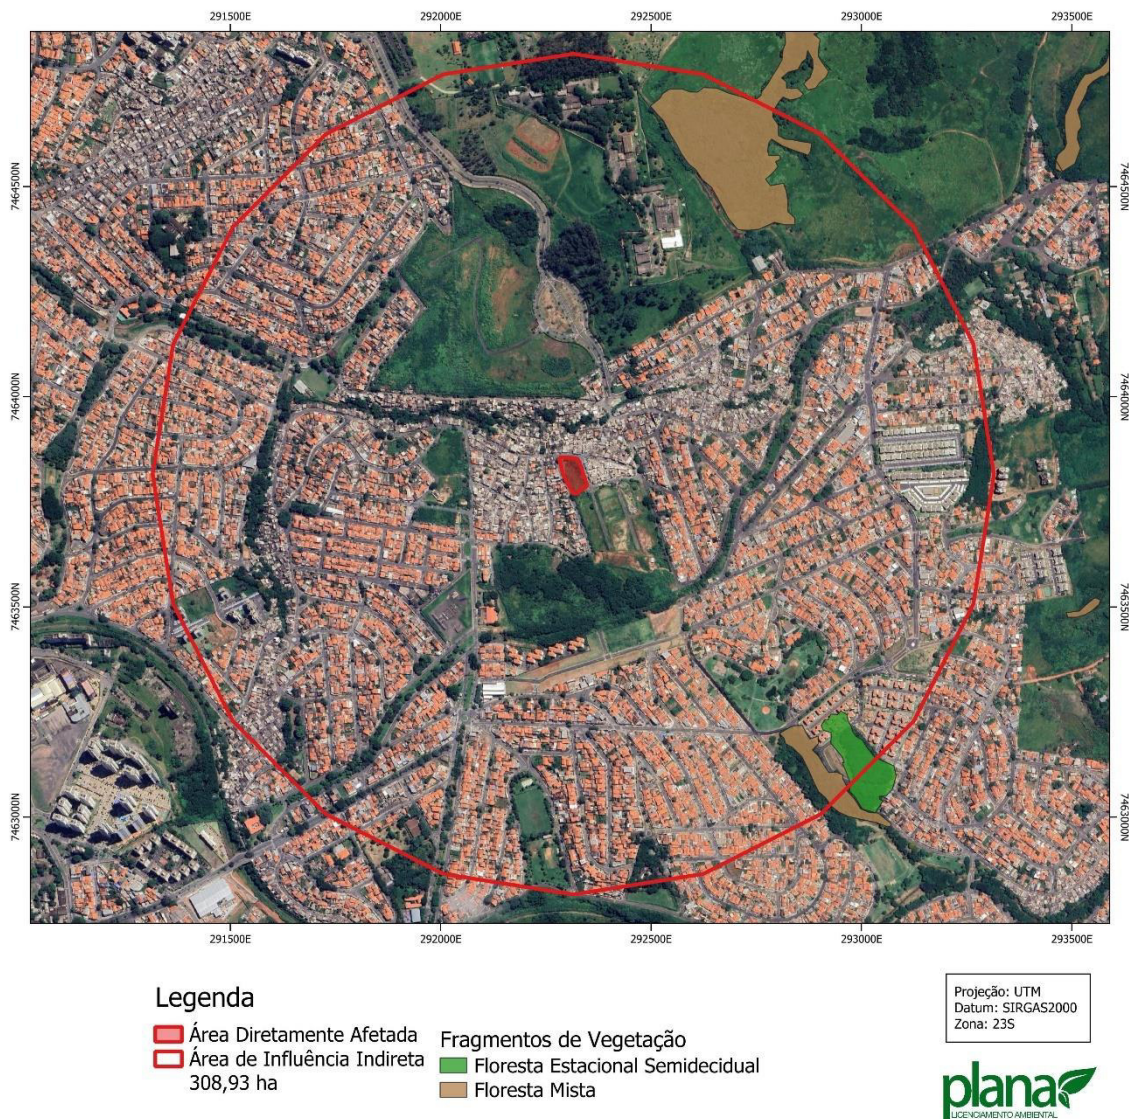 291500E 292000E 292500E 293000E 293500E
7464500N 7464500N
7464000N 7464000N
7463500N 7463500N
7463000N 7463000N
291500E 292000E 292500E 293000E 293500E
Legenda
Área Diretamente Afetada
Área de Influência Indireta
308,93 ha
Fragmentos de Vegetação
Floresta Estacional Semidecidual
Floresta Mista
Projeção: UTM
Datum: SIRGAS2000
Zona: 23S
plana
LICENCIAMENTO AMBIENTAL